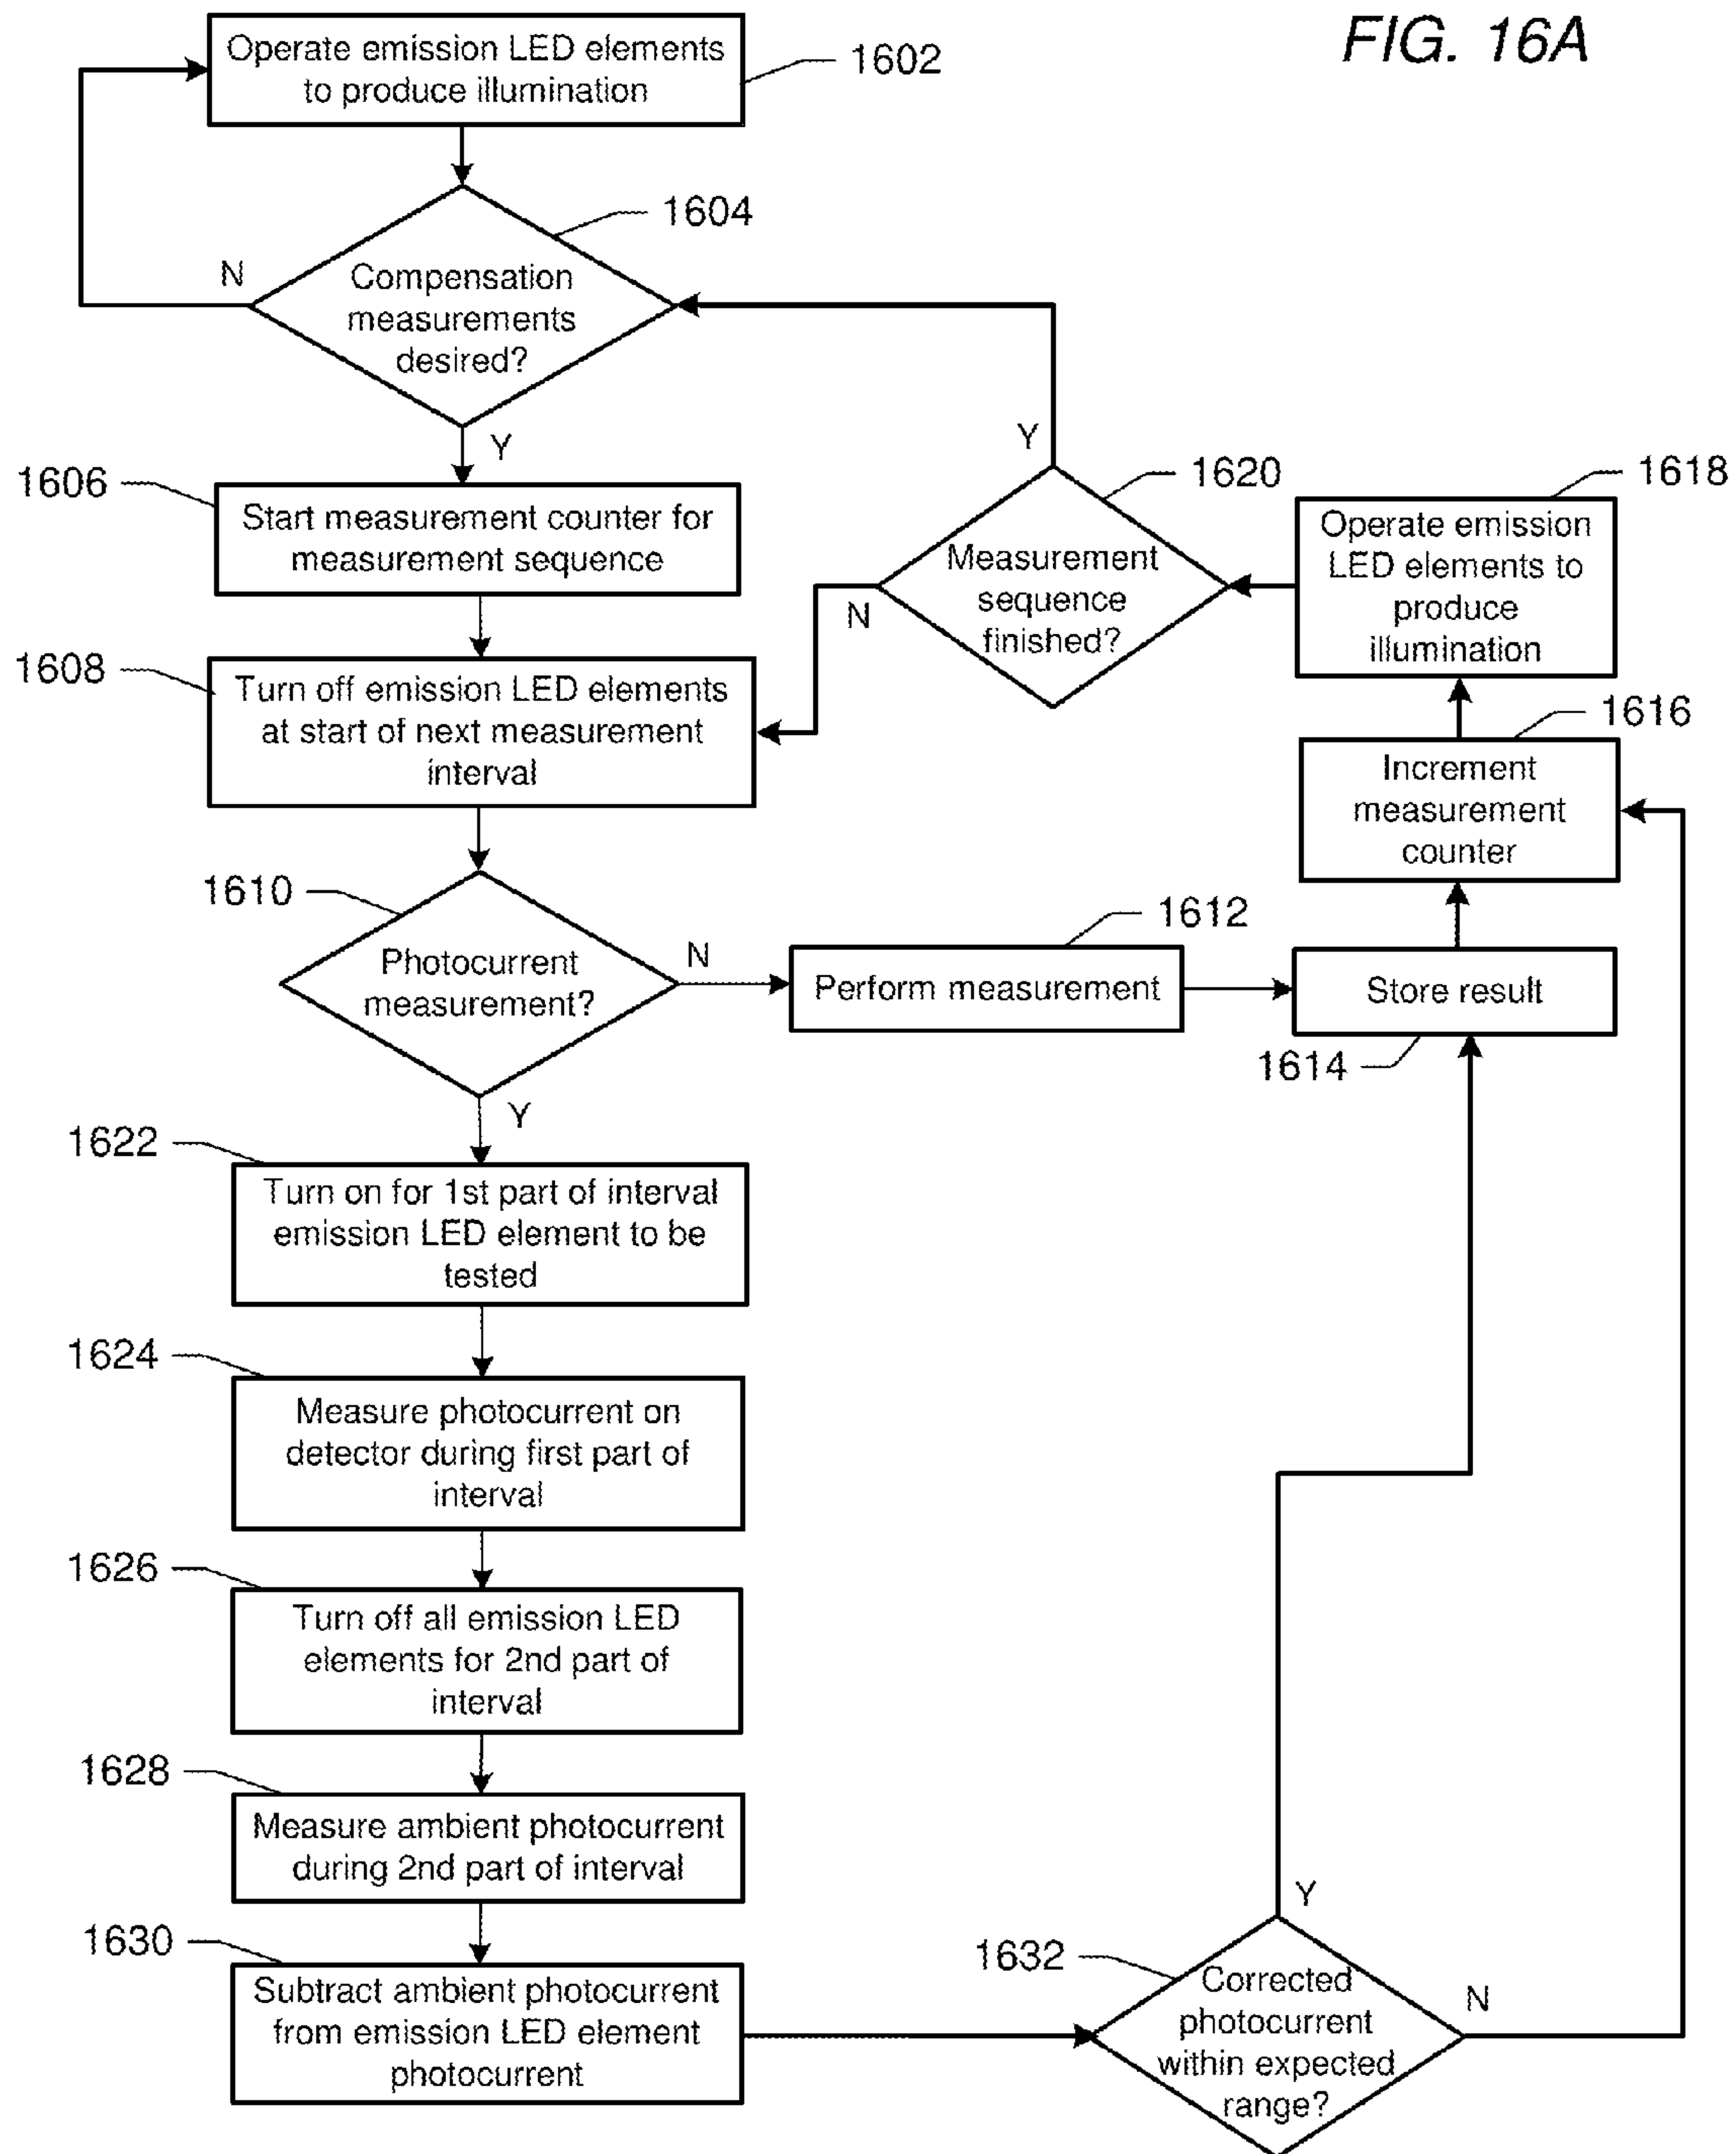 FIG. 16A
Operate emission LED elements
to produce illumination
1602
1604
N
Compensation
measurements
desired?
Y
1606
Start measurement counter for
measurement sequence
1608
Turn off emission LED elements
at start of next measurement
interval
1610
Photocurrent
measurement?
N
1612
Perform measurement
Store result
1614
1616
Increment
measurement
counter
1618
Operate emission
LED elements to
produce
illumination
1620
Measurement
sequence
finished?
Y
N
Y
1622
Turn on for 1st part of interval
emission LED element to be
tested
1624
Measure photocurrent on
detector during first part of
interval
1626
Turn off all emission LED
elements for 2nd part of
interval
1628
Measure ambient photocurrent
during 2nd part of interval
1630
Subtract ambient photocurrent
from emission LED element
photocurrent
1632
Corrected
photocurrent
within expected
range?
Y
N